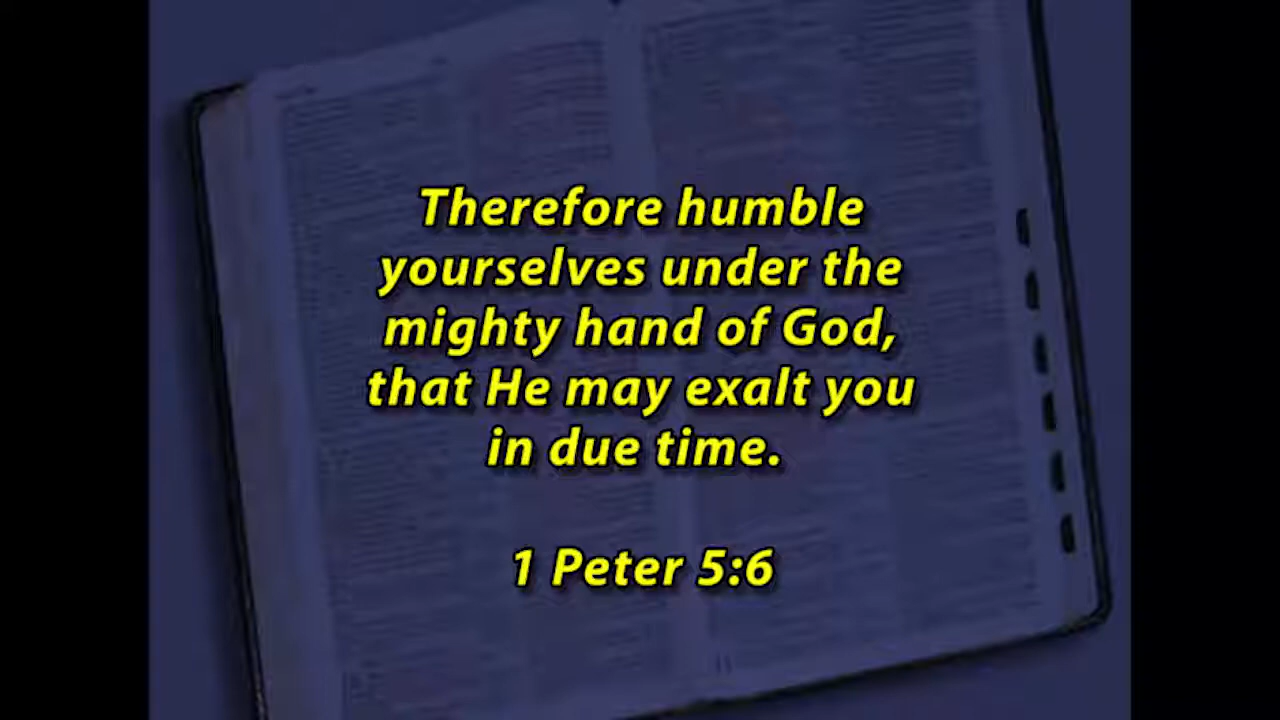 Therefore humble
yourselves under the
mighty hand of God,
that He may exalt you
in due time.
1 Peter 5:6